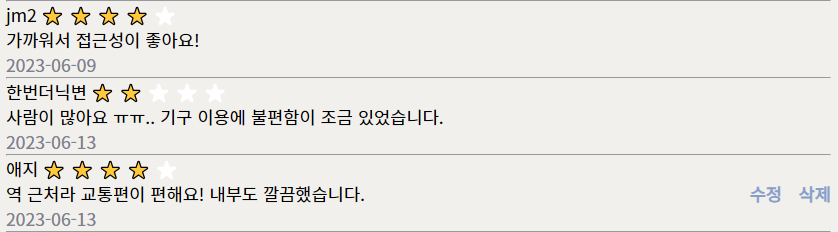 jm2
가까워서 접근성이 좋아요!
2023-06-09
한번더닉변
사람이 많아요 ㅠㅠ.. 기구 이용에 불편함이 조금 있었습니다.
2023-06-13
애지
역 근처라 교통편이 편해요! 내부도 깔끔했습니다. 수정 삭제
2023-06-13